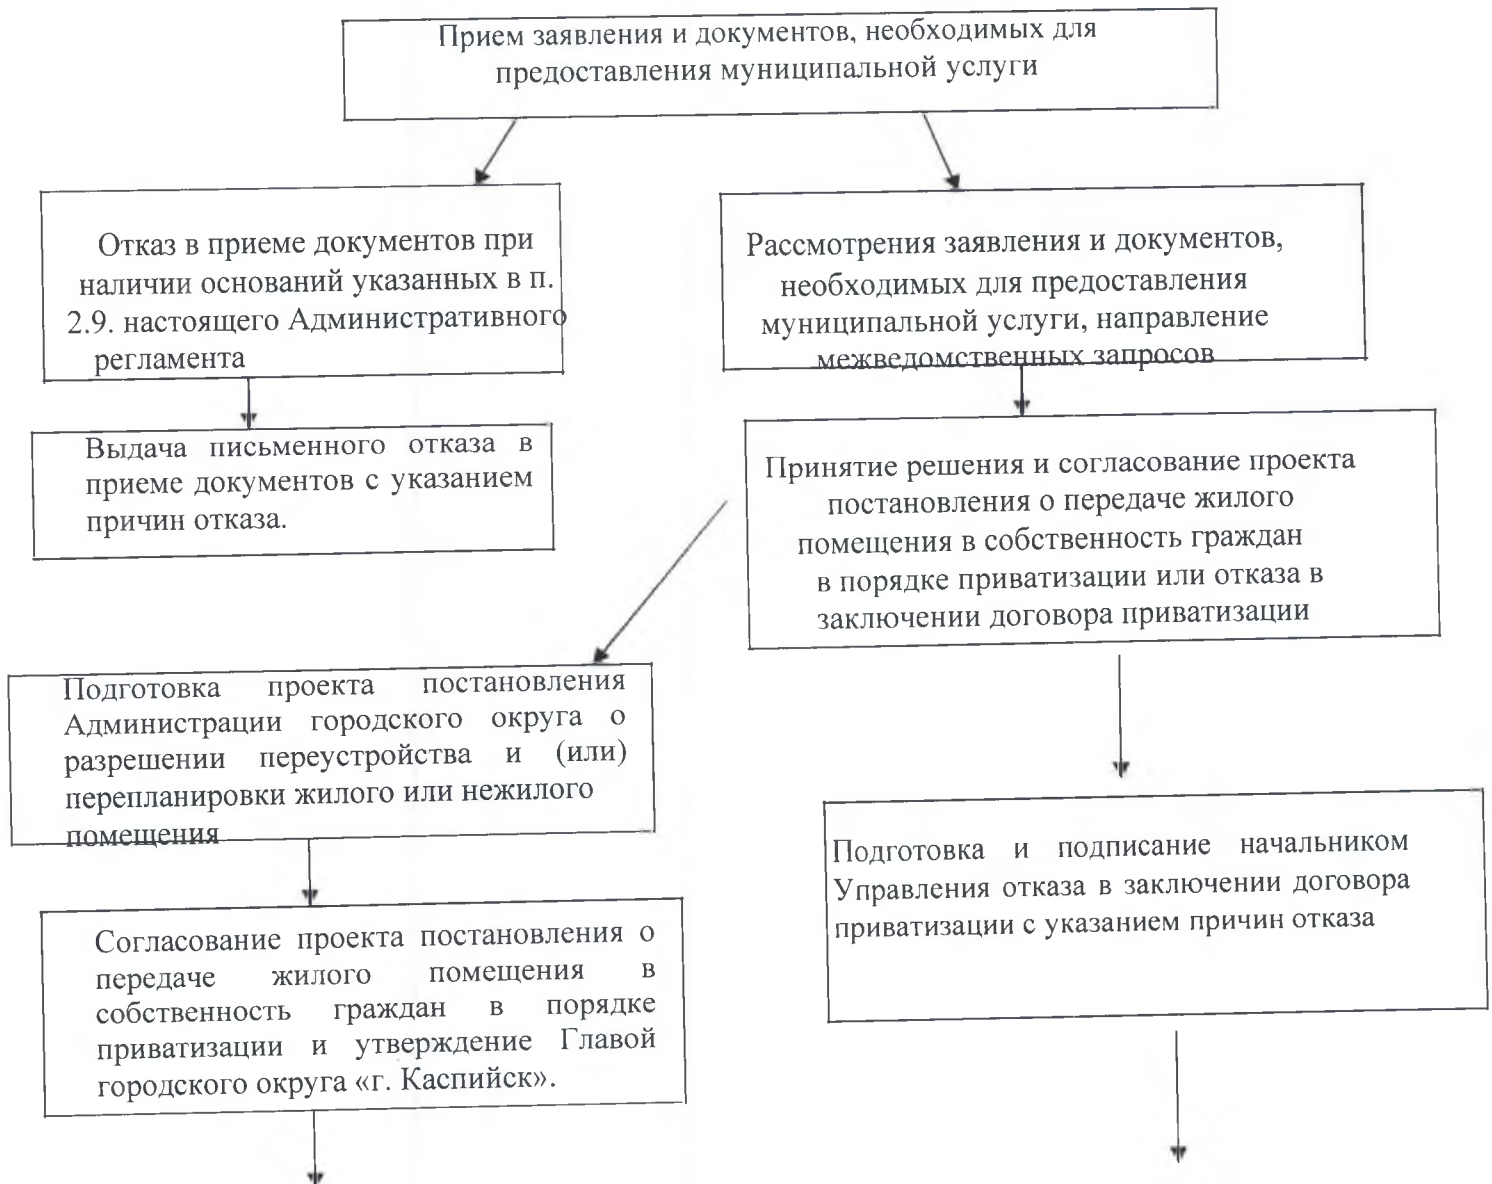 Прием заявления и документов, необходимых для
предоставления муниципальной услуги
Отказ в приеме документов при
наличии оснований указанных в п.
2.9. настоящего Административного
регламента
Рассмотрения заявления и документов,
необходимых для предоставления
муниципальной услуги, направление
межведомственных запросов
Выдача письменного отказа в
приеме документов с указанием
причин отказа.
Принятие решения и согласование проекта
постановления о передаче жилого
помещения в собственность граждан
в порядке приватизации или отказа в
заключении договора приватизации
Подготовка проекта постановления
Администрации городского округа о
разрешении переустройства и (или)
перепланировки жилого или нежилого
помещения
Подготовка и подписание начальником
Управления отказа в заключении договора
приватизации с указанием причин отказа
Согласование проекта постановления о
передаче жилого помещения в
собственность граждан в порядке
приватизации и утверждение Главой
городского округа «г. Каспийск».